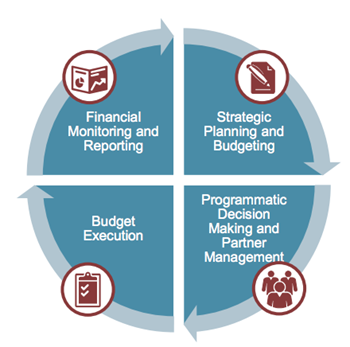 Financial
Monitoring and
Reporting
Strategic
Planning and
Budgeting
Budget
Execution
Programmatic
Decision
Making and
Partner
Management